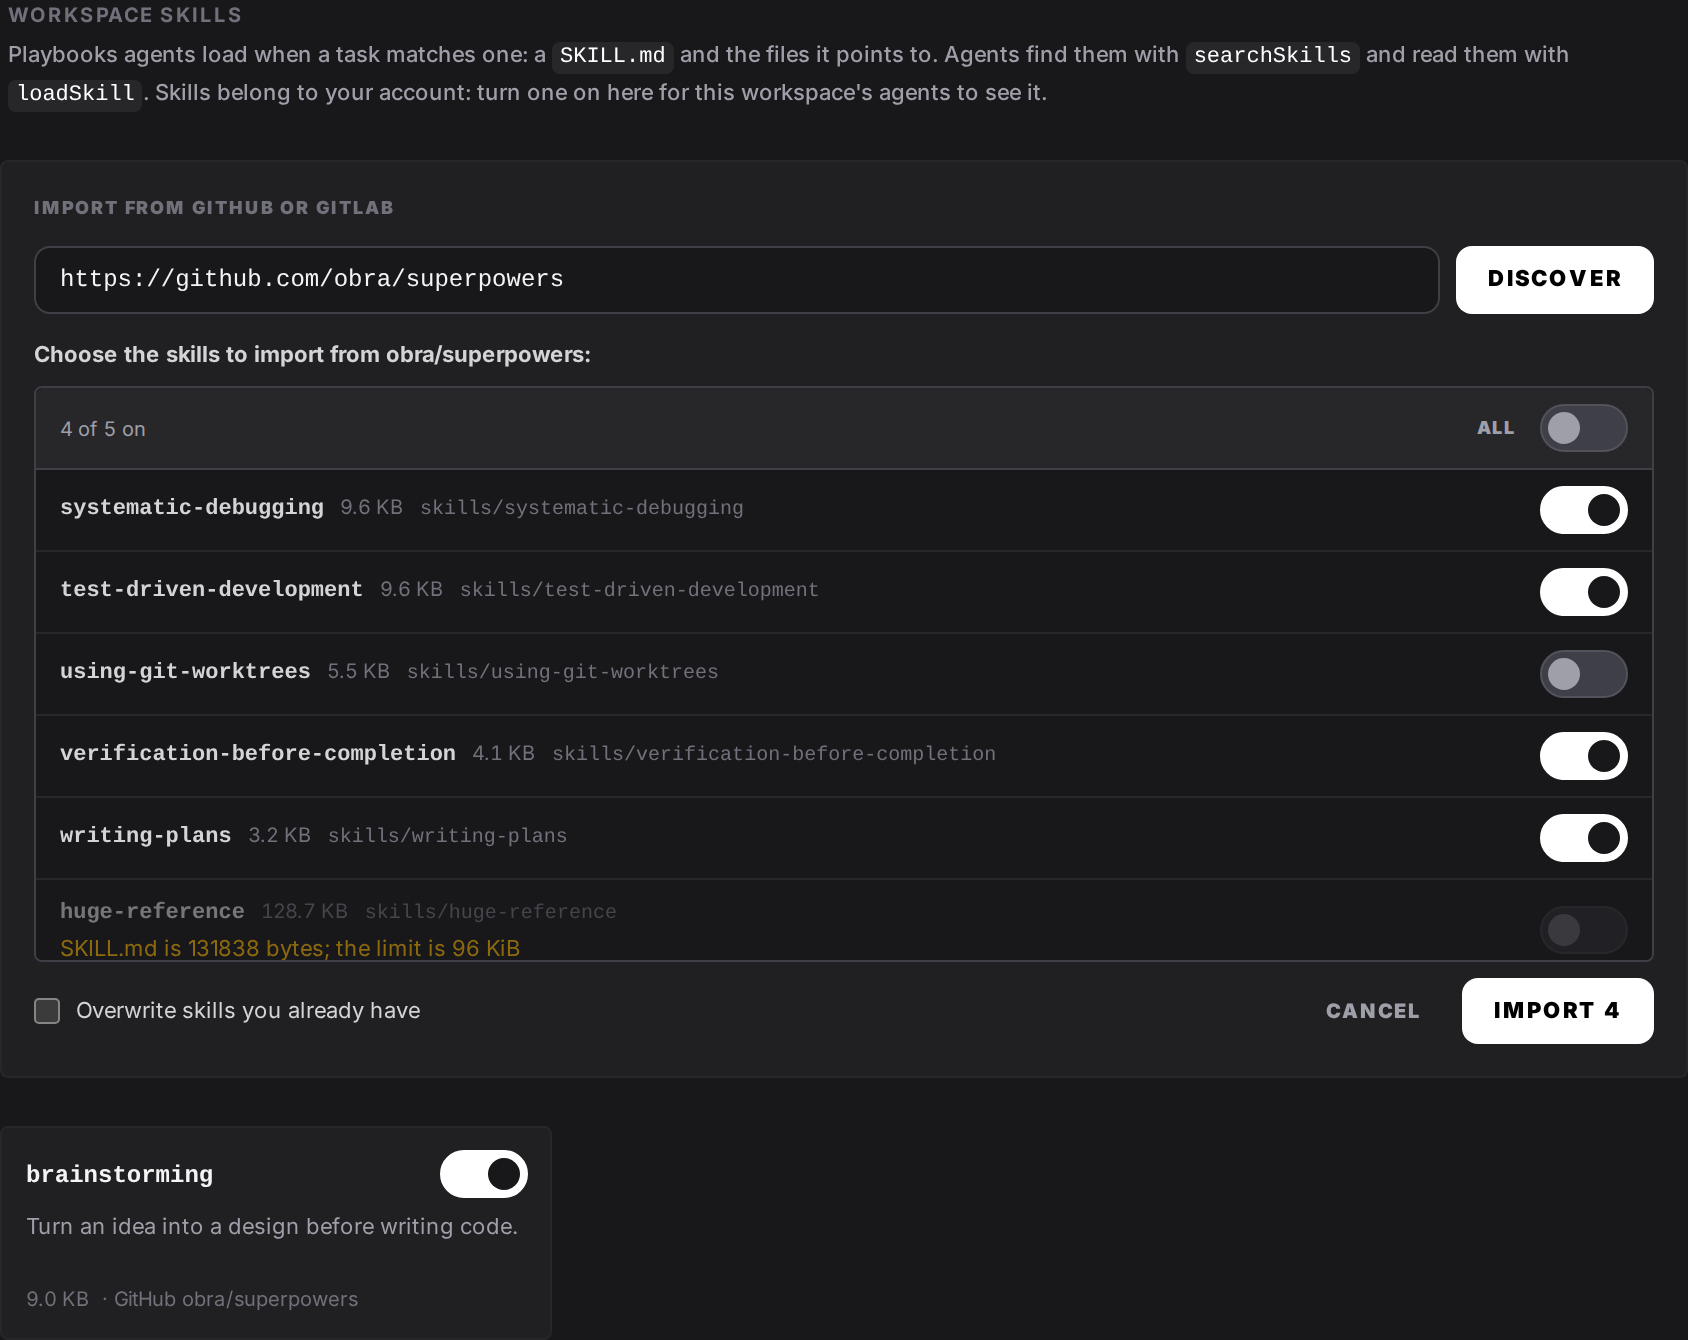 WORKSPACE SKILLS
Playbooks agents load when a task matches one: a SKILL.md and the files it points to. Agents find them with searchSkills and read them with
loadSkill. Skills belong to your account: turn one on here for this workspace's agents to see it.
IMPORT FROM GITHUB OR GITLAB
https://github.com/obra/superpowers
DISCOVER
Choose the skills to import from obra/superpowers:
4 of 5 on
ALL
systematic-debugging 9.6 KB skills/systematic-debugging
test-driven-development 9.6 KB skills/test-driven-development
using-git-worktrees 5.5 KB skills/using-git-worktrees
verification-before-completion 4.1 KB skills/verification-before-completion
writing-plans 3.2 KB skills/writing-plans
huge-reference 128.7 KB skills/huge-reference
SKILL.md is 131838 bytes; the limit is 96 KiB
Overwrite skills you already have
CANCEL
IMPORT 4
brainstorming
Turn an idea into a design before writing code.
9.0 KB · GitHub obra/superpowers